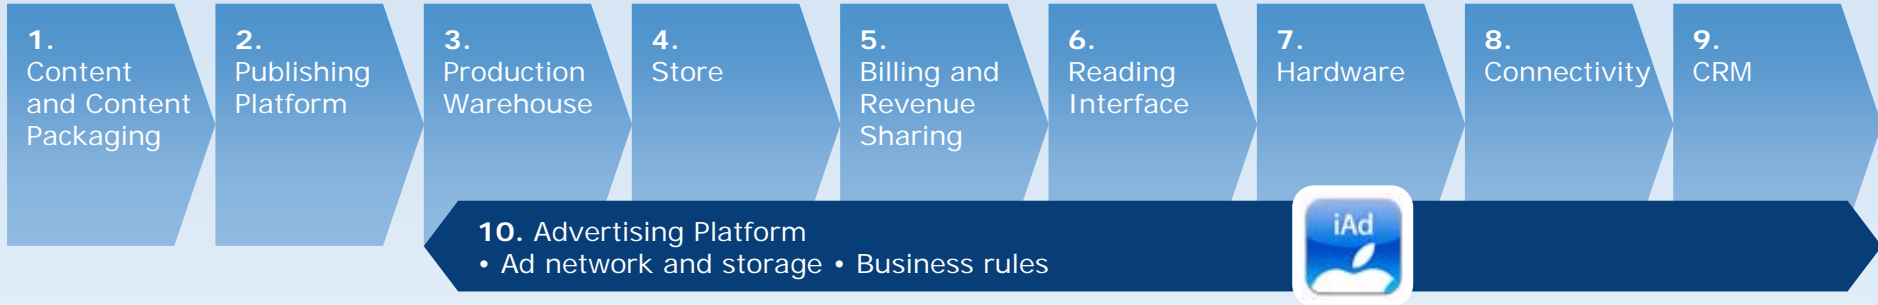 1.
Content
and Content
Packaging
2.
Publishing
Platform
3.
Production
Warehouse
4.
Store
5.
Billing and
Revenue
Sharing
6.
Reading
Interface
7.
Hardware
8.
Connectivity
9.
CRM
10. Advertising Platform
• Ad network and storage • Business rules
iAd